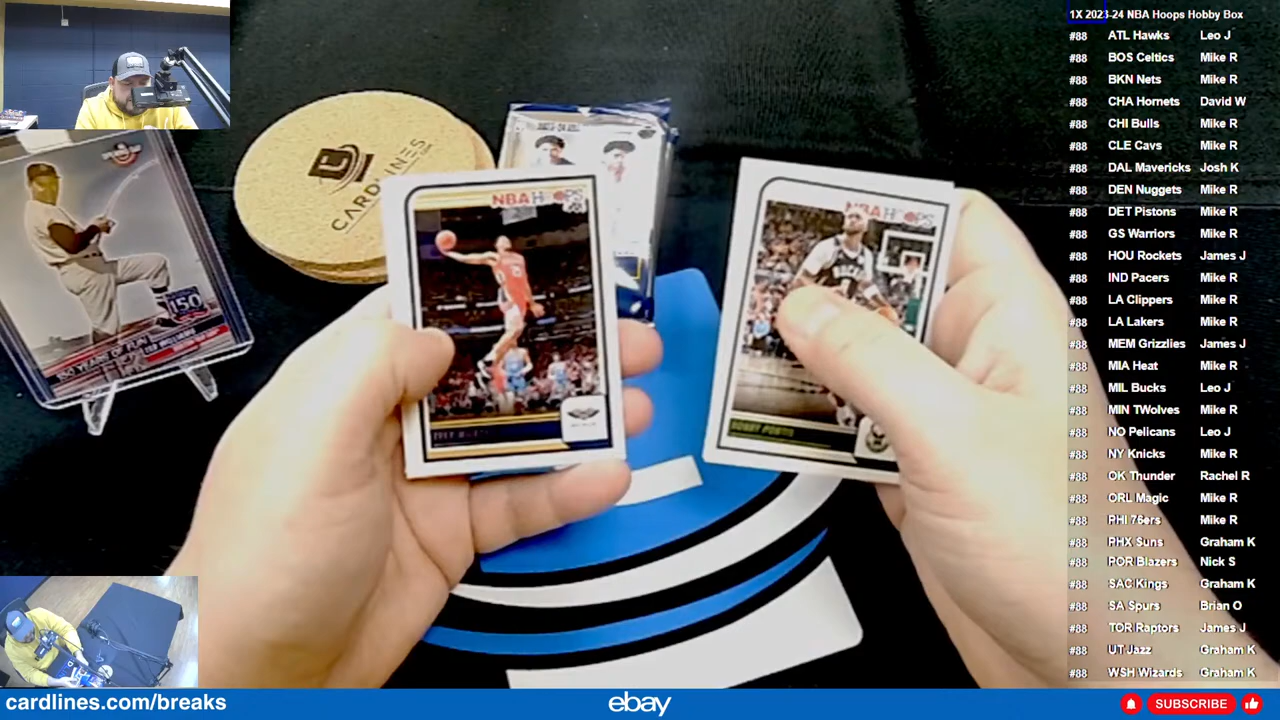 1X 2023-24 NBA Hoops Hobby Box
#88 ATL Hawks Leo J
#88 BOS Celtics Mike R
#88 BKN Nets Mike R
#88 CHA Hornets David W
#88 CHI Bulls Mike R
#88 CLE Cavs Mike R
#88 DAL Mavericks Josh K
#88 DEN Nuggets Mike R
#88 DET Pistons Mike R
#88 GS Warriors Mike R
#88 HOU Rockets James J
#88 IND Pacers Mike R
#88 LA Clippers Mike R
#88 LA Lakers Mike R
#88 MEM Grizzlies James J
#88 MIA Heat Mike R
#88 MIL Bucks Leo J
#88 MIN TWolves Mike R
#88 NO Pelicans Leo J
#88 NY Knicks Mike R
#88 OK Thunder Rachel R
#88 ORL Magic Mike R
#88 PHI 76ers Mike R
#88 PHX Suns Graham K
#88 POR Blazers Nick S
#88 SAC Kings Graham K
#88 SA Spurs Brian O
#88 TOR Raptors James J
#88 UT Jazz Graham K
#88 WSH Wizards Graham K
CARDLINES
NBA HOOPS
NBA HOOPS
BOBBY PORTIS
150
150 YEARS OF FUN
cardlines.com/breaks
ebay
SUBSCRIBE